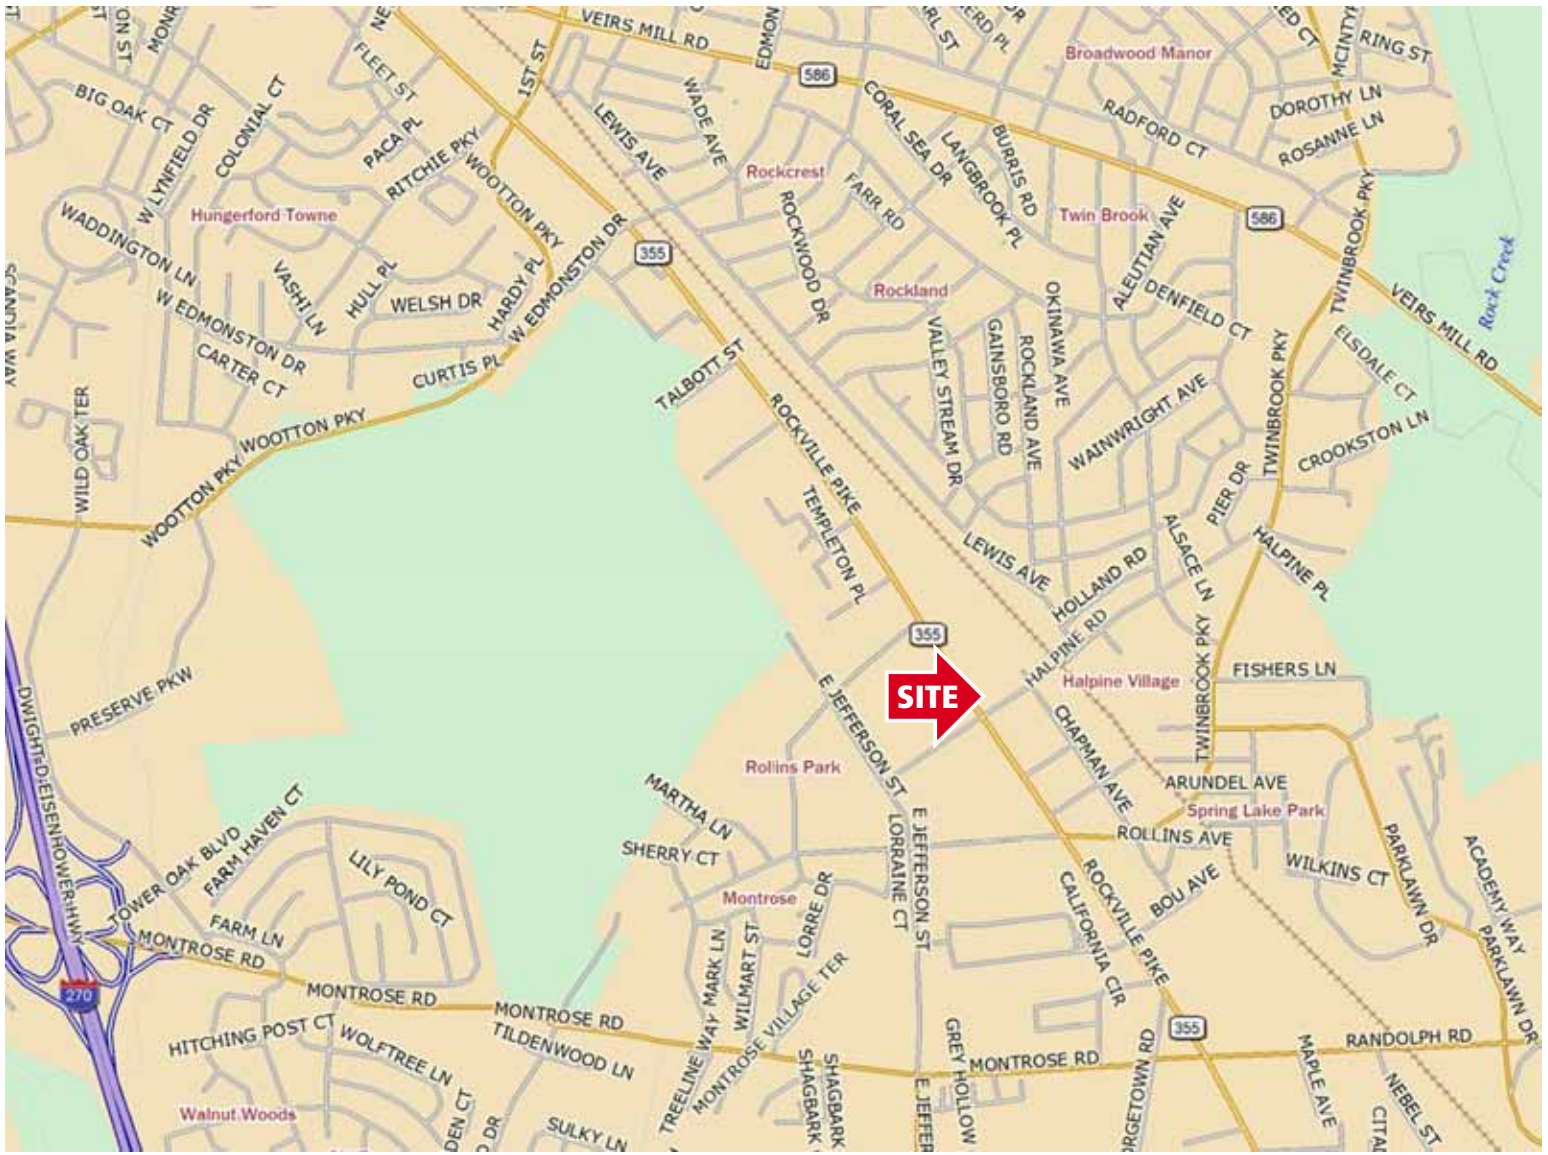 VEIRS MILL RD
RING ST
Broadwood Manor
1ST ST
FLEET ST
586
BIG OAK CT
W LYNFIELD DR
COLONIAL CT
PACA PL
RITCHIE PKY
LEWIS AVE
WADE AVE
CORAL SEA DR
LANGBROOK PL
BURRIS RD
RADFORD CT
DOROTHY LN
ROSANNE LN
Rockcrest
WOOTTON PKY
FARR RD
Hungerford Towne
WADDINGTON LN
Twin Brook
ALEUTIAN AVE
586
TWINBROOK PKY
355
ROCKWOOD DR
Rockland
Rock Creek
VASHI LN
HULL PL
WELSH DR
HARDY PL
W EDMONSTON DR
W EDMONSTON DR
SCANDIA WAY
OKINAWA AVE
DENFIELD CT
VEIRS MILL RD
CARTER CT
CURTIS PL
TALBOTT ST
VALLEY STREAM DR
GAINSBORO RD
ROCKLAND AVE
WAINWRIGHT AVE
TWINBROOK PKY
ELSDALE CT
CROOKSTON LN
WILD OAK TER
WOOTTON PKY
WOOTTON PKY
ROCKVILLE PIKE
TEMPLETON PL
PIER DR
ALSACE LN
HALPINE PL
LEWIS AVE
HOLLAND RD
HALPINE RD
355
SITE
Halpine Village
TWINBROOK PKY
FISHERS LN
PRESERVE PKW
DWIGHT D EISENHOWER HWY
E JEFFERSON ST
CHAPMAN AVE
Rollins Park
MARTHA LN
ARUNDEL AVE
Spring Lake Park
ROLLINS AVE
SHERRY CT
LORRAINE CT
E JEFFERSON ST
WILKINS CT
PARKLAWN DR
ACADEMY WAY
TOWER OAK BLVD
FARM HAVEN CT
LILY POND CT
Montrose
LORRE DR
ROCKVILLE PIKE
CALIFORNIA CIR
BOU AVE
FARM LN
MONTROSE RD
270
MONTROSE RD
MONTROSE RD
TREELINE WAY
MARK LN
WILMART ST
MONTROSE VILLAGE TER
PARKLAWN DR
HITCHING POST CT
WOLFTREE LN
TILDENWOOD LN
SHAGBARK
SHAGBARK
GREY HOLLOW
MONTROSE RD
355
RANDOLPH RD
MAPLE AVE
NEBEL ST
Walnut Woods
SULKY LN